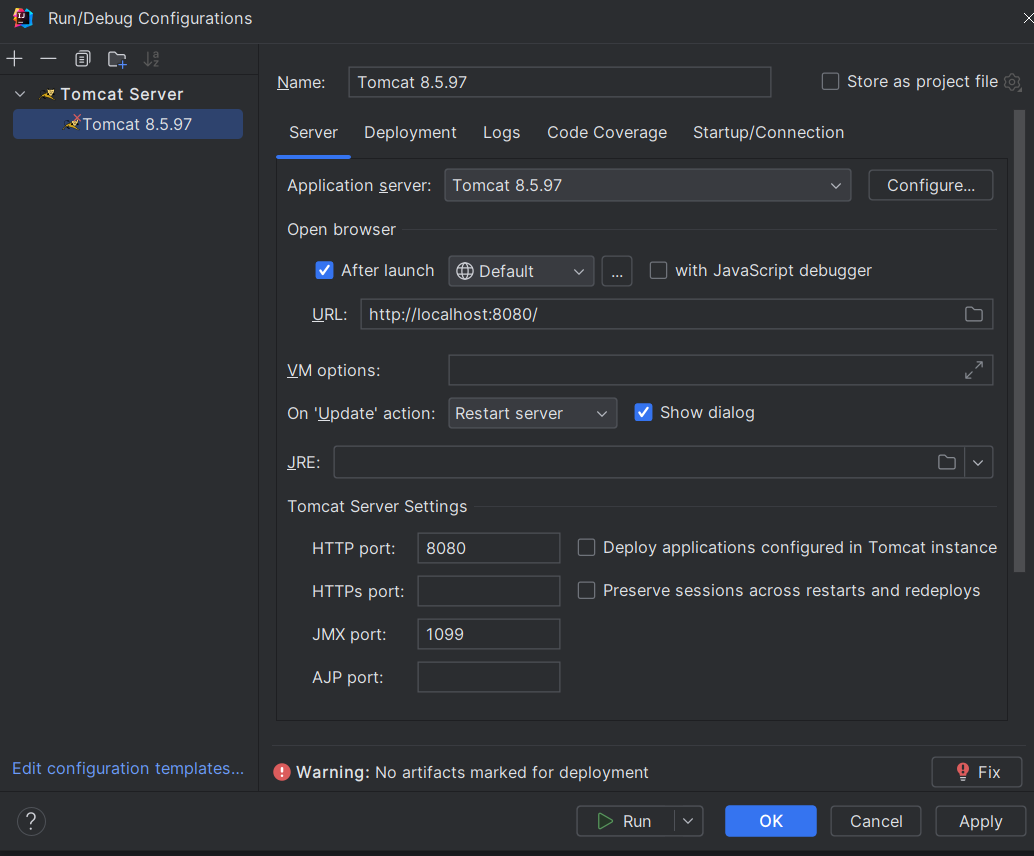 Run/Debug Configurations
Name: Tomcat 8.5.97 Store as project file
Tomcat Server
Tomcat 8.5.97
Server Deployment Logs Code Coverage Startup/Connection
Application server: Tomcat 8.5.97 Configure...
Open browser
After launch Default ... with JavaScript debugger
URL: http://localhost:8080/
VM options:
On 'Update' action: Restart server Show dialog
JRE:
Tomcat Server Settings
HTTP port: 8080 Deploy applications configured in Tomcat instance
HTTPs port: Preserve sessions across restarts and redeploys
JMX port: 1099
AJP port:
Edit configuration templates...
Warning: No artifacts marked for deployment Fix
? Run OK Cancel Apply